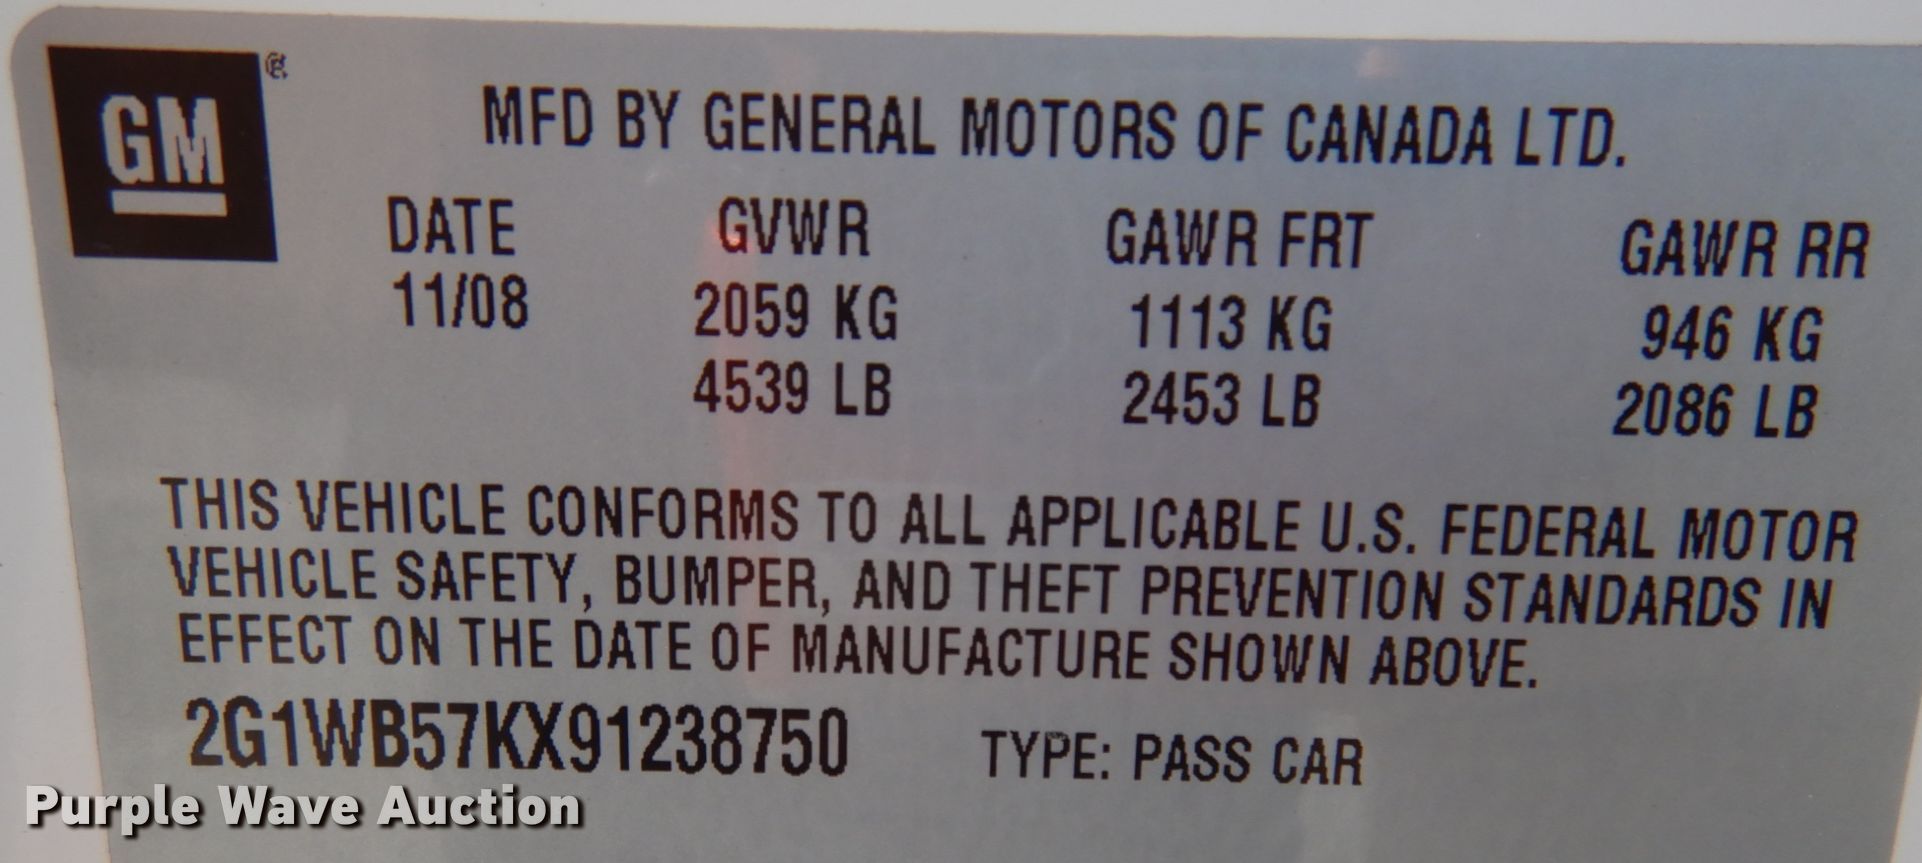 GM
MFD BY GENERAL MOTORS OF CANADA LTD.
DATE GVWR GAWR FRT GAWR RR
11/08 2059 KG 1113 KG 946 KG
4539 LB 2453 LB 2086 LB
THIS VEHICLE CONFORMS TO ALL APPLICABLE U.S. FEDERAL MOTOR
VEHICLE SAFETY, BUMPER, AND THEFT PREVENTION STANDARDS IN
EFFECT ON THE DATE OF MANUFACTURE SHOWN ABOVE.
2G1WB57KX91238750 TYPE: PASS CAR
Purple Wave Auction